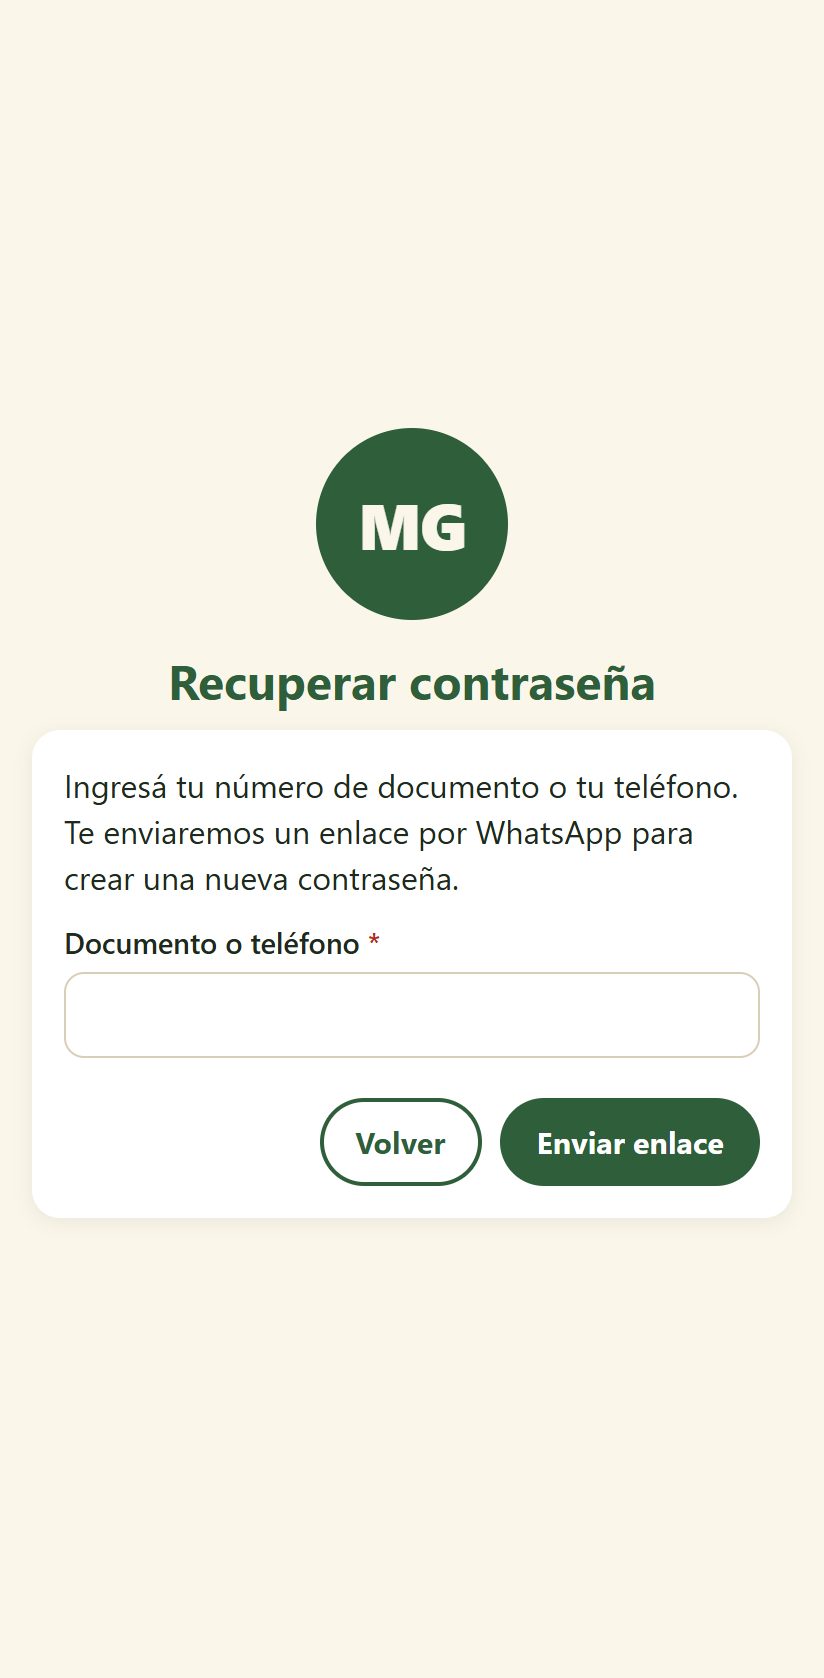 MG
Recuperar contraseña
Ingresá tu número de documento o tu teléfono.
Te enviaremos un enlace por WhatsApp para
crear una nueva contraseña.
Documento o teléfono *
Volver
Enviar enlace